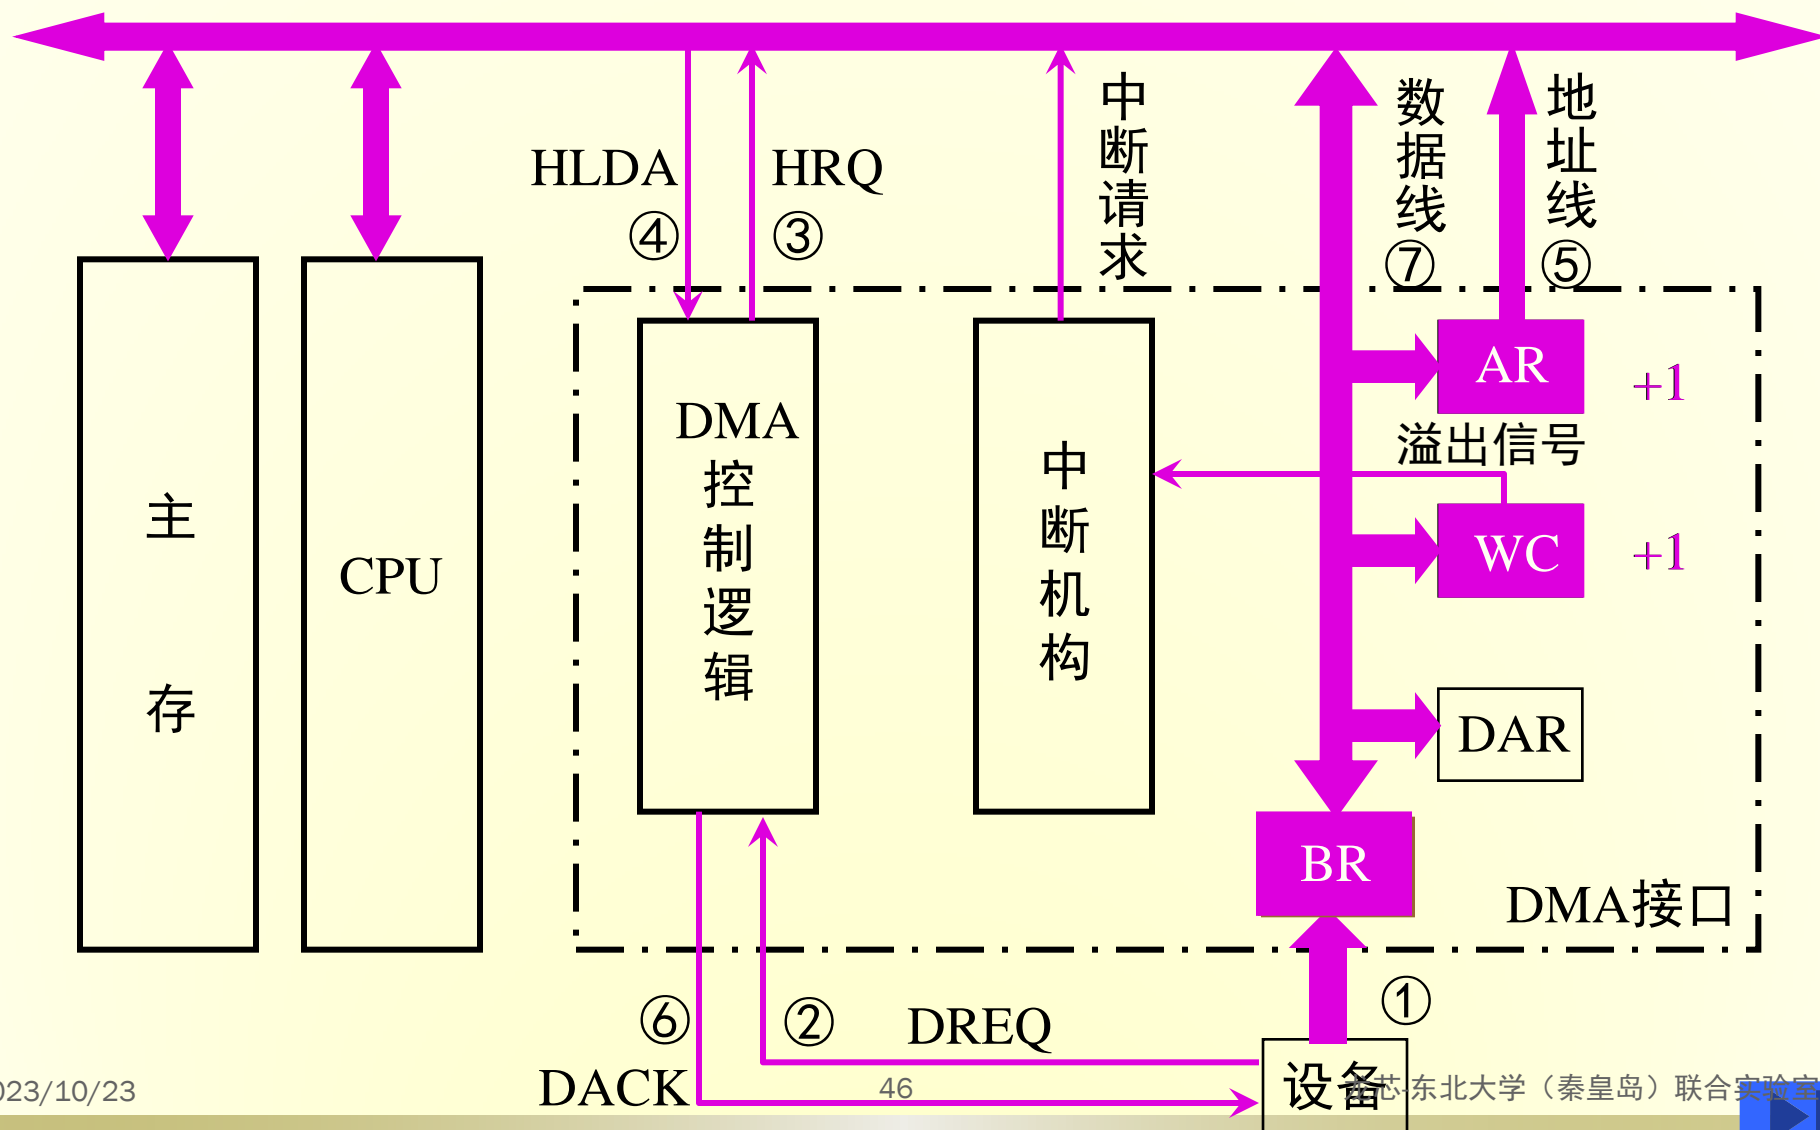 HLDA
④
HRQ
③
中断请求
数据线
⑦
地址线
⑤
主存
CPU
DMA
控制逻辑
中断机构
AR
+1
溢出信号
WC
+1
DAR
BR
DMA接口
①
⑥
②
DREQ
DACK
设备
023/10/23
46
芯-东北大学（秦皇岛）联合实验室